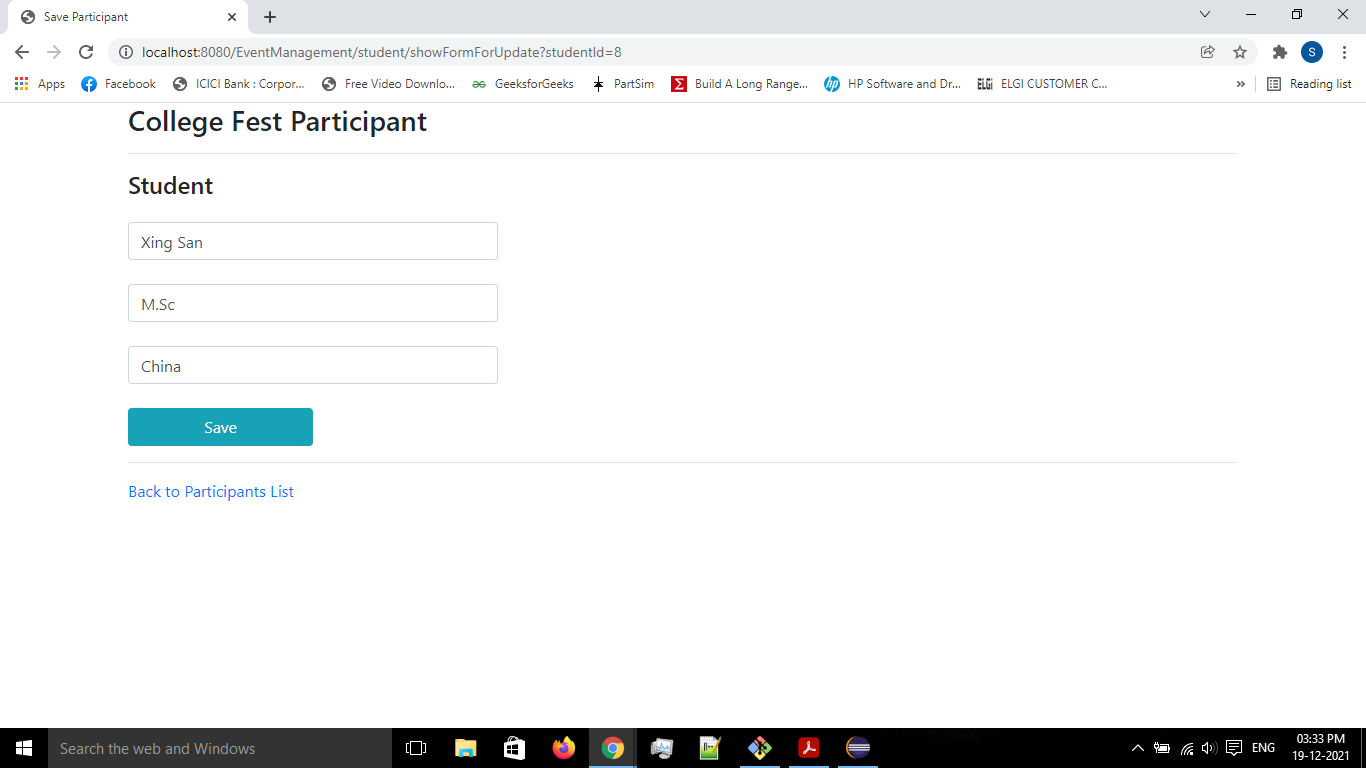 Save Participant
localhost:8080/EventManagement/student/showFormForUpdate?studentId=8
S
Apps Facebook ICICI Bank : Corpor... Free Video Downlo... GeeksforGeeks PartSim Build A Long Range... HP Software and Dr... ELGI ELGI CUSTOMER C... » Reading list
College Fest Participant
Student
Xing San
M.Sc
China
Save
Back to Participants List
Search the web and Windows
ENG
03:33 PM
19-12-2021